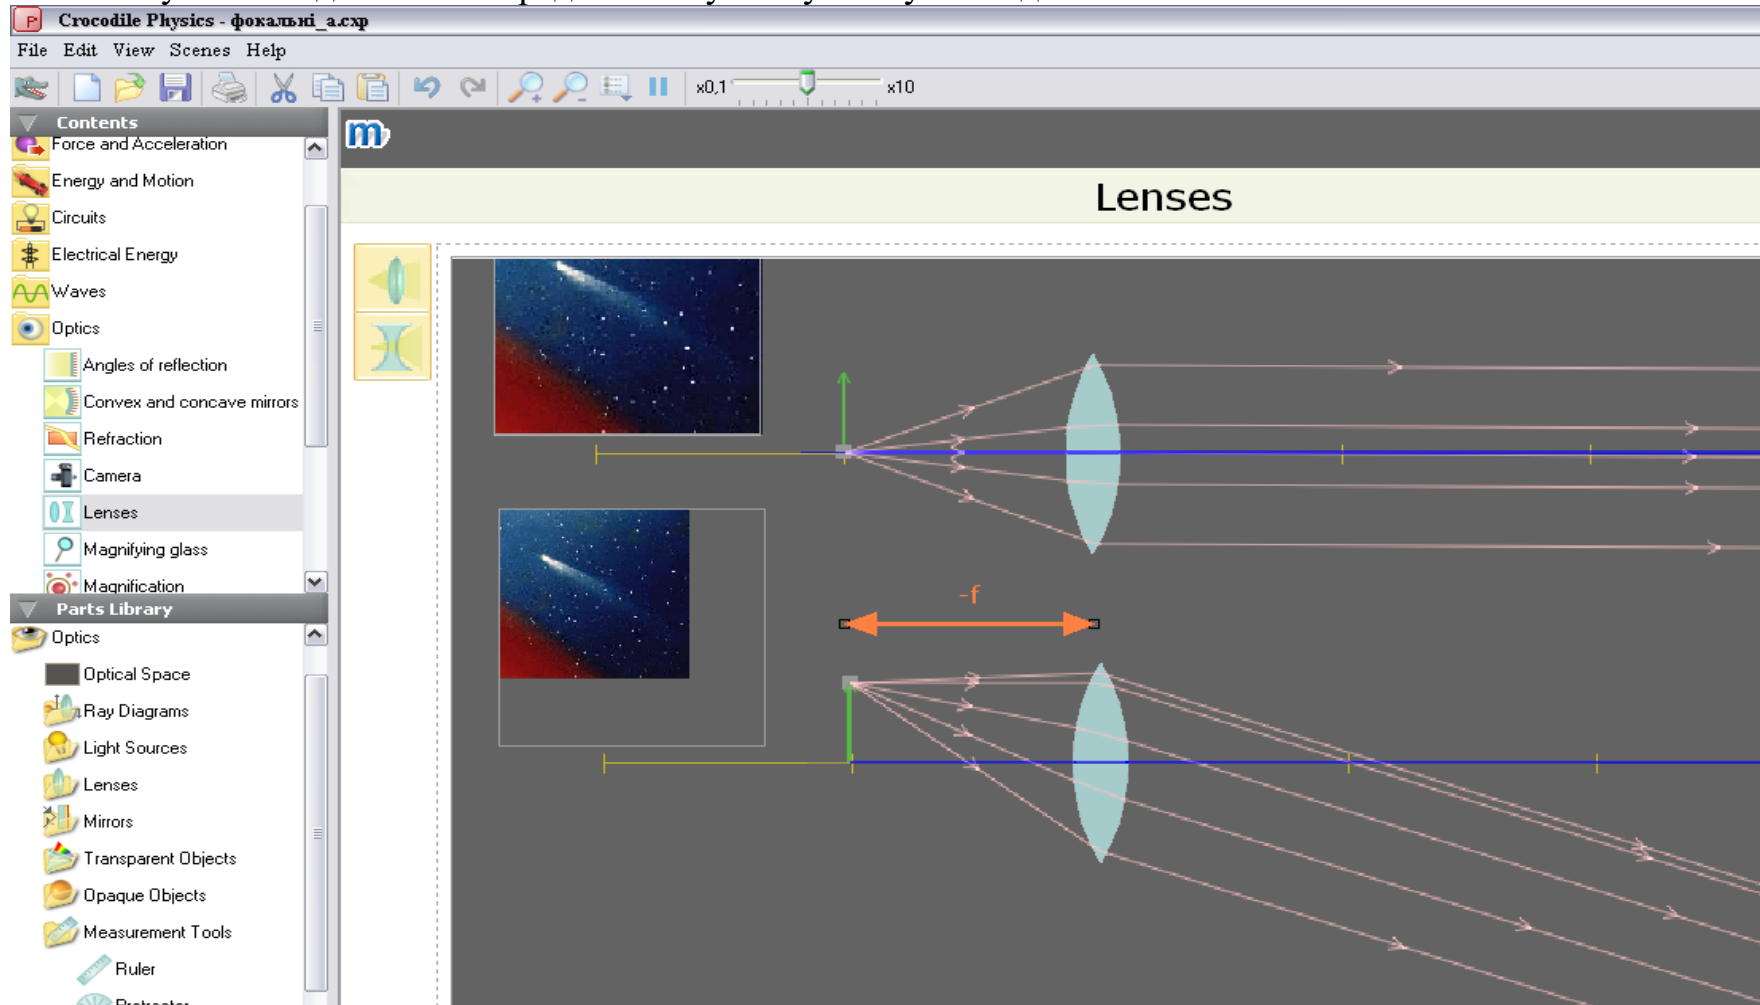 Crocodile Physics - фокальні_а.cxp
File Edit View Scenes Help
x0,1 x10
Contents
Force and Acceleration
Energy and Motion
Circuits
Electrical Energy
Waves
Optics
Angles of reflection
Convex and concave mirrors
Refraction
Camera
Lenses
Magnifying glass
Magnification
Parts Library
Optics
Optical Space
Ray Diagrams
Light Sources
Lenses
Mirrors
Transparent Objects
Opaque Objects
Measurement Tools
Ruler
m
Lenses
-f